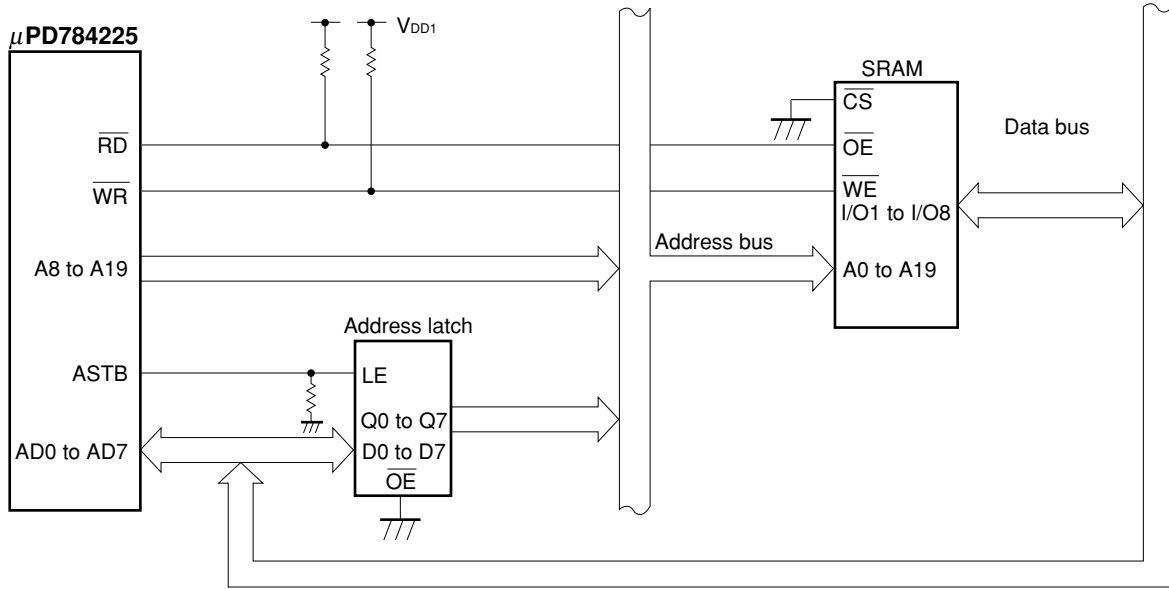 μPD784225
VDD1
RD
WR
A8 to A19
ASTB
AD0 to AD7
Address latch
LE
Q0 to Q7
D0 to D7
OE
Address bus
SRAM
CS
OE
WE
I/O1 to I/O8
A0 to A19
Data bus